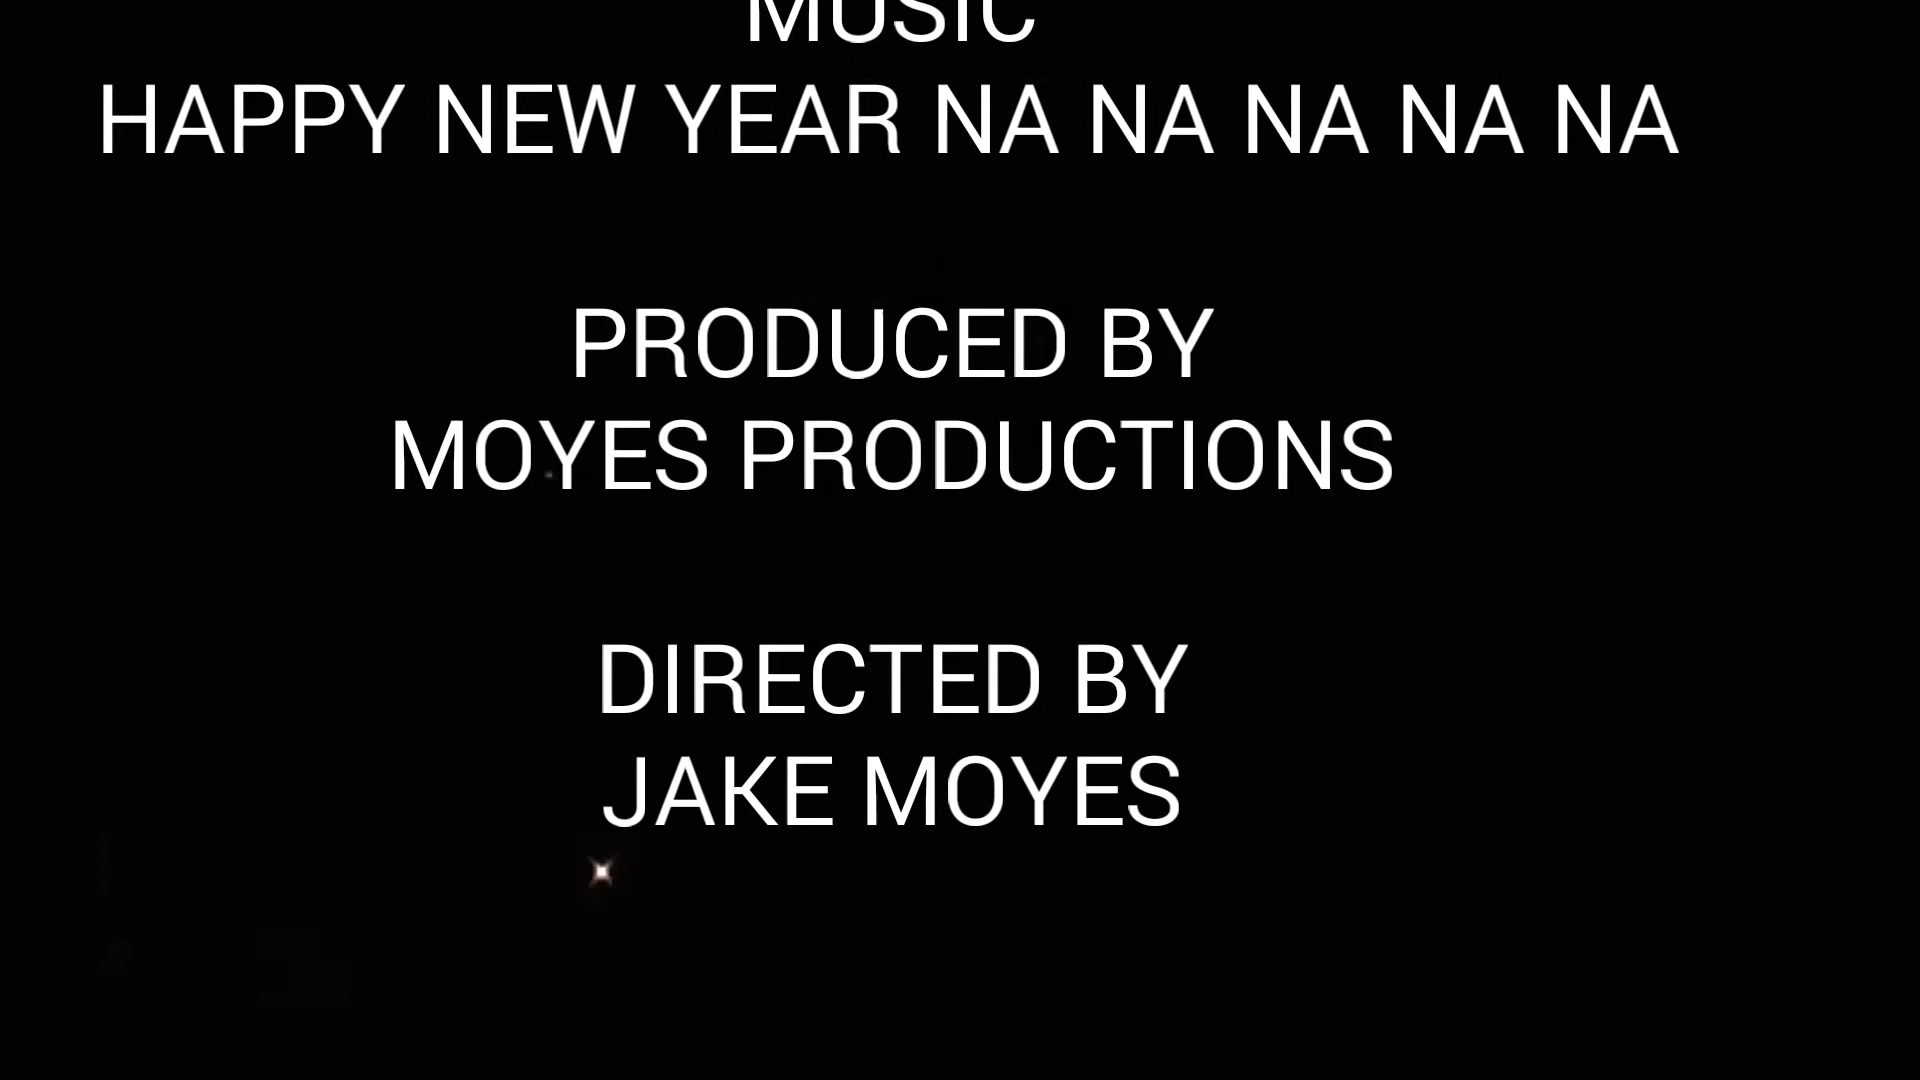 MUSIC
HAPPY NEW YEAR NA NA NA NA NA
PRODUCED BY
MOYES PRODUCTIONS
DIRECTED BY
JAKE MOYES